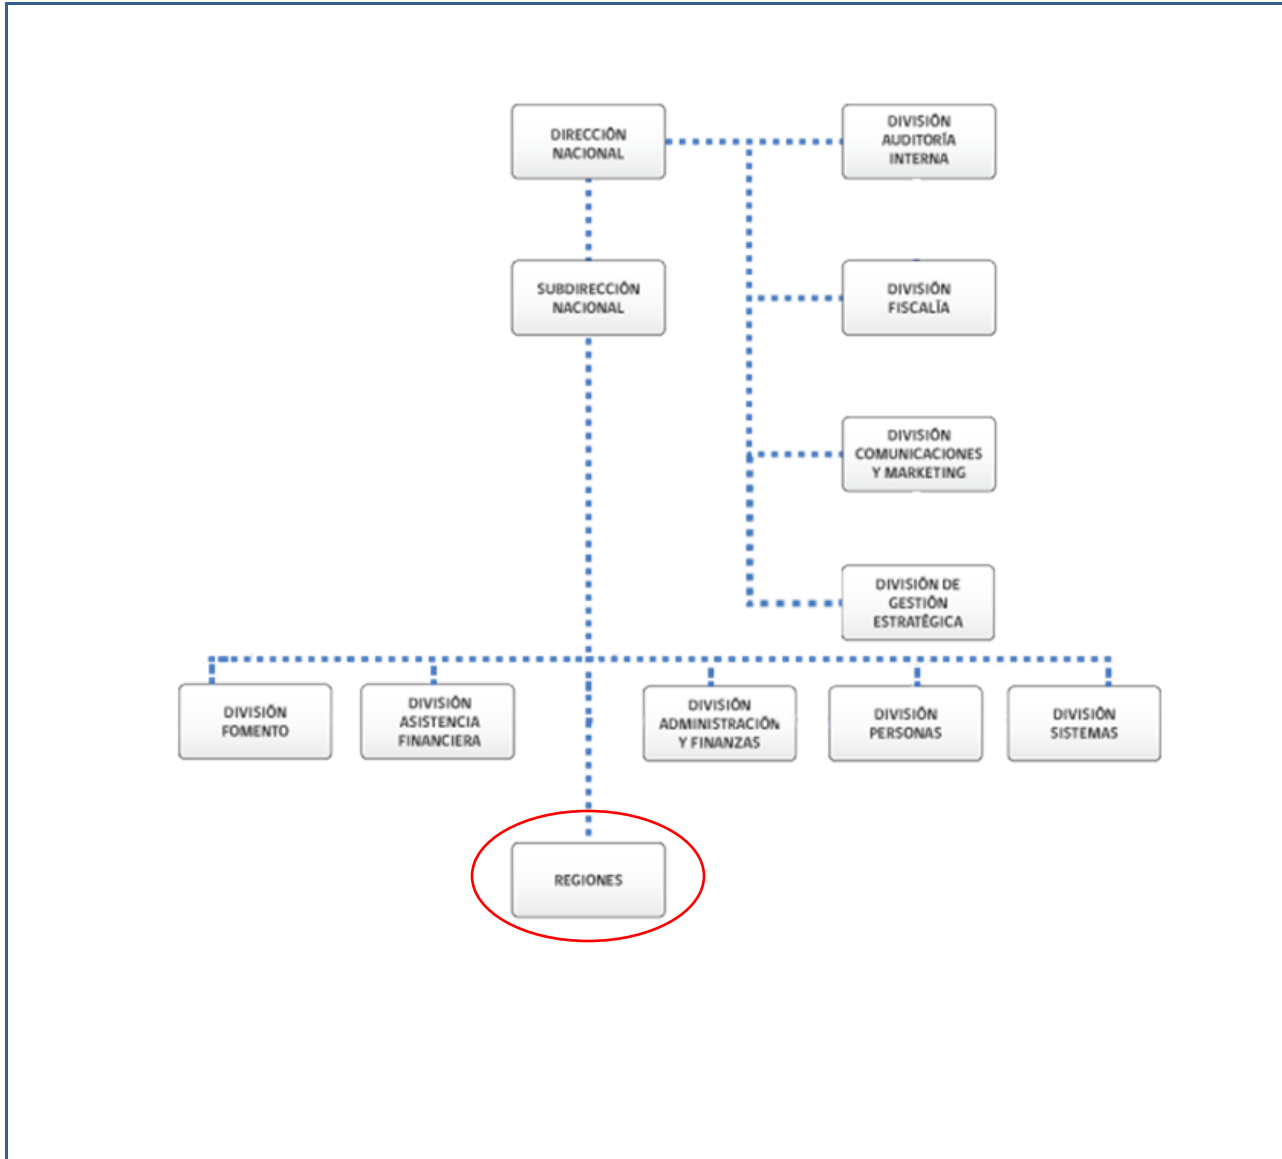 DIRECCIÓN
NACIONAL
DIVISIÓN
AUDITORÍA
INTERNA
SUBDIRECCIÓN
NACIONAL
DIVISIÓN
FISCALÍA
DIVISIÓN
COMUNICACIONES
Y MARKETING
DIVISIÓN DE
GESTIÓN
ESTRATÉGICA
DIVISIÓN
FOMENTO
DIVISIÓN
ASISTENCIA
FINANCIERA
DIVISIÓN
ADMINISTRACIÓN
Y FINANZAS
DIVISIÓN
PERSONAS
DIVISIÓN
SISTEMAS
REGIONES